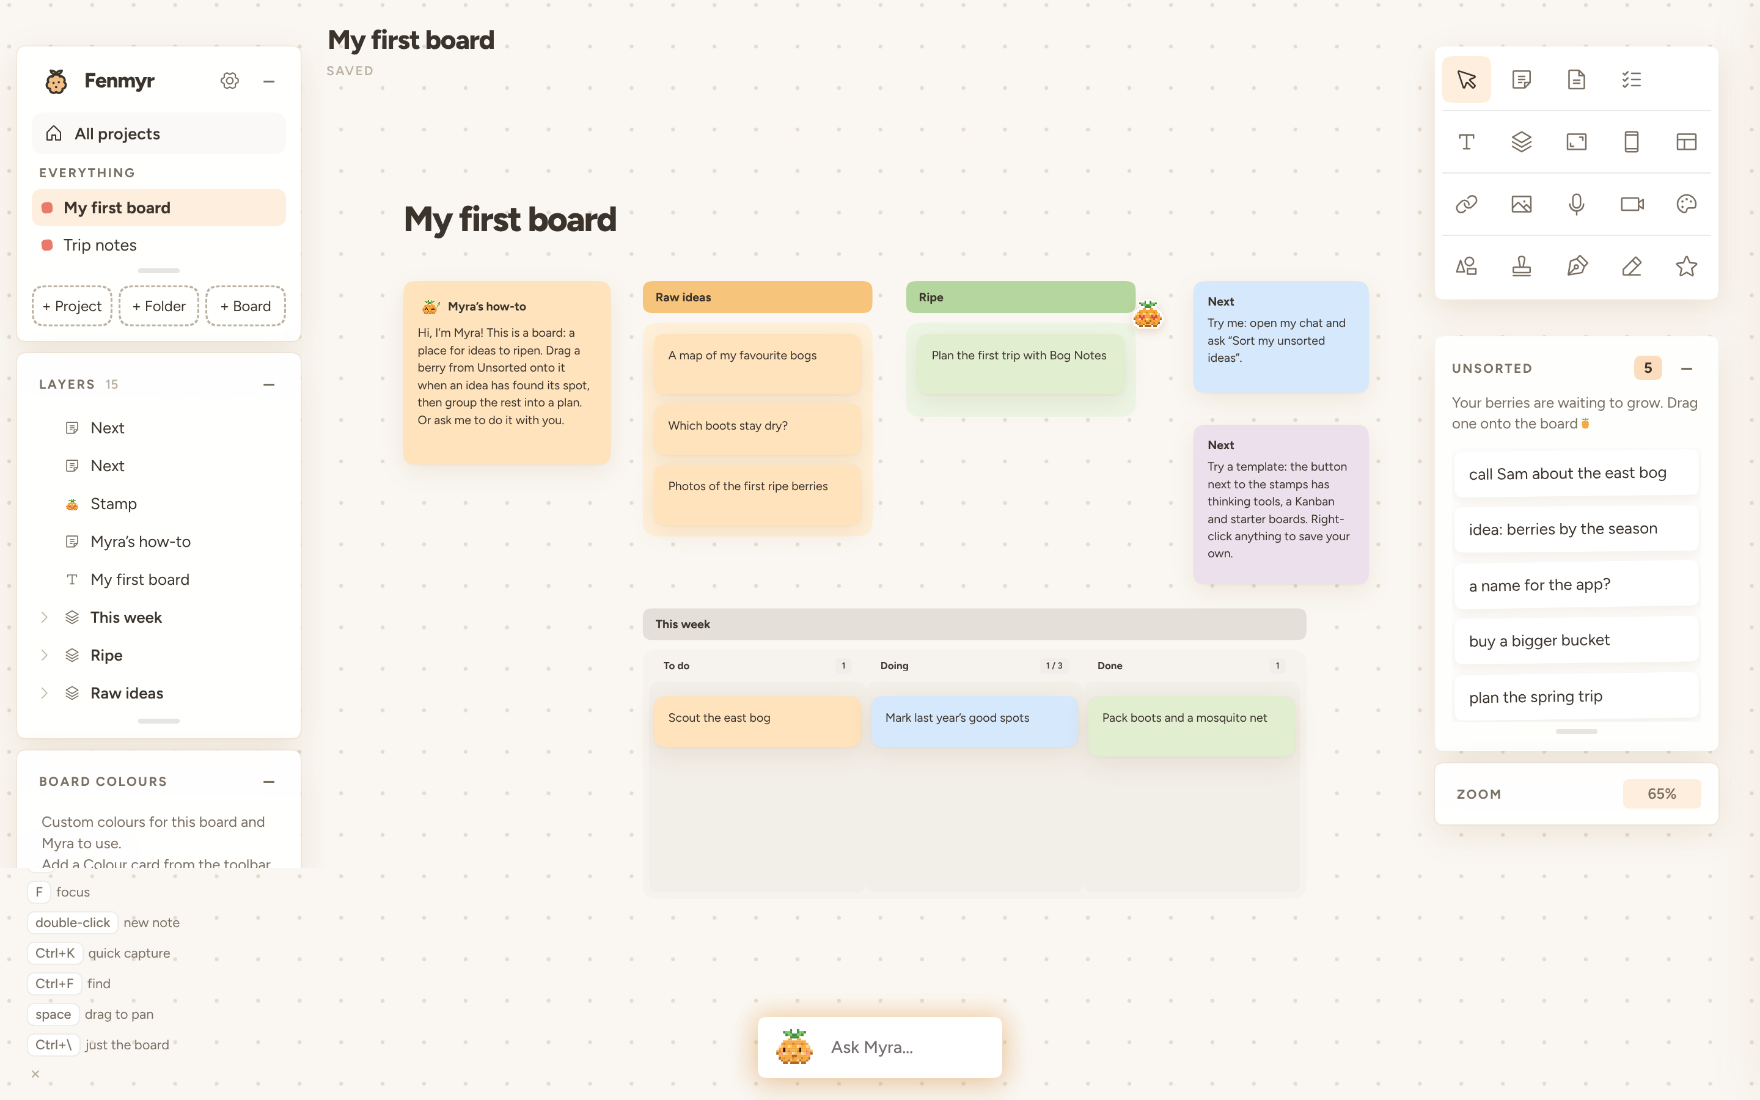 My first board
SAVED
Fenmyr
All projects
EVERYTHING
My first board
Trip notes
+ Project
+ Folder
+ Board
LAYERS 15
Next
Next
Stamp
Myra's how-to
My first board
This week
Ripe
Raw ideas
BOARD COLOURS
Custom colours for this board and
Myra to use.
Add a Colour card from the toolbar
F focus
double-click new note
Ctrl+K quick capture
Ctrl+F find
space drag to pan
Ctrl+\ just the board
My first board
Myra's how-to
Hi, I'm Myra! This is a board: a
place for ideas to ripen. Drag a
berry from Unsorted onto it
when an idea has found its spot,
then group the rest into a plan.
Or ask me to do it with you.
Raw ideas
A map of my favourite bogs
Which boots stay dry?
Photos of the first ripe berries
Ripe
Plan the first trip with Bog Notes
Next
Try me: open my chat and
ask “Sort my unsorted
ideas”.
Next
Try a template: the button
next to the stamps has
thinking tools, a Kanban
and starter boards. Right-
click anything to save your
own.
This week
To do 1
Doing 1 / 3
Done 1
Scout the east bog
Mark last year's good spots
Pack boots and a mosquito net
Ask Myra...
UNSORTED 5
Your berries are waiting to grow. Drag
one onto the board
call Sam about the east bog
idea: berries by the season
a name for the app?
buy a bigger bucket
plan the spring trip
ZOOM 65%